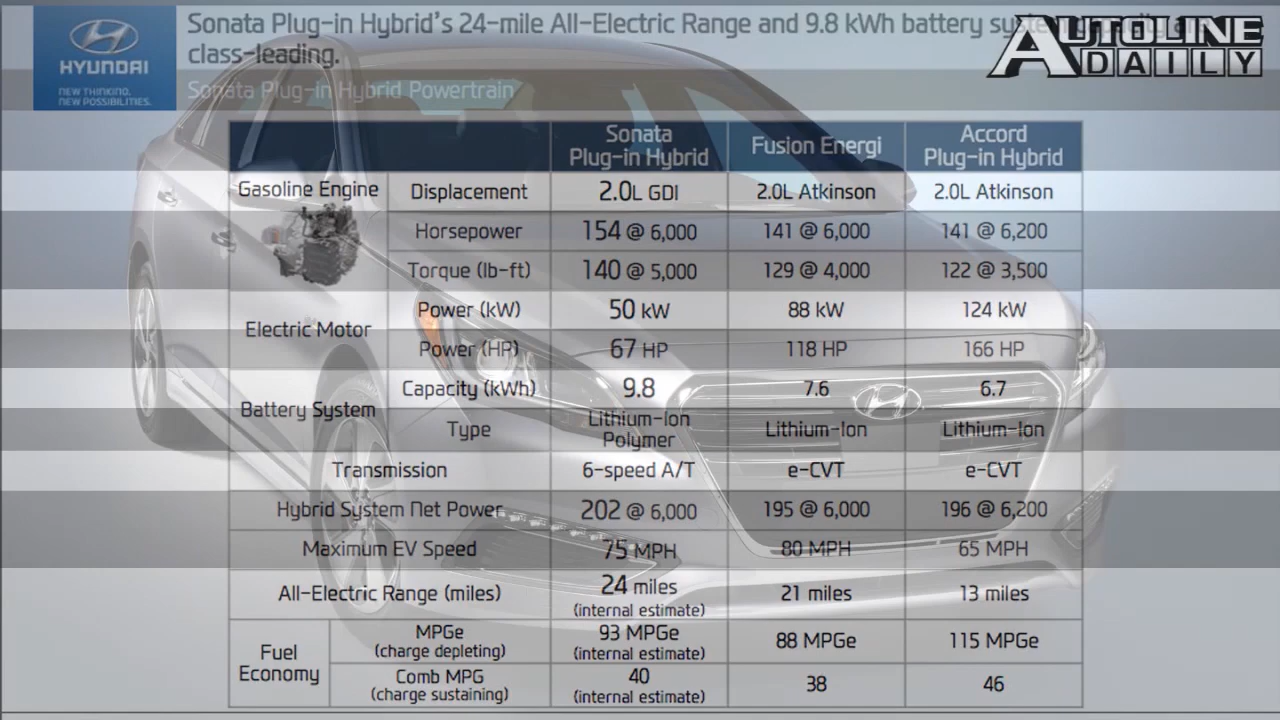 Sonata Plug-in Hybrid's 24-mile All-Electric Range and 9.8 kWh battery
class-leading.
AUTOLINE
DAILY
HYUNDAI
NEW THINKING.
NEW POSSIBILITIES.
Sonata Plug-in Hybrid Powertrain
Sonata Plug-in Hybrid Fusion Energi Accord Plug-in Hybrid
Gasoline Engine Displacement 2.0L GDI 2.0L Atkinson 2.0L Atkinson
Horsepower 154 @ 6,000 141 @ 6,000 141 @ 6,200
Torque (lb-ft) 140 @ 5,000 129 @ 4,000 122 @ 3,500
Electric Motor Power (kW) 50 kW 88 kW 124 kW
Power (HP) 67 HP 118 HP 166 HP
Battery System Capacity (kWh) 9.8 7.6 6.7
Type Lithium-Ion Polymer Lithium-Ion Lithium-Ion
Transmission 6-speed A/T e-CVT e-CVT
Hybrid System Net Power 202 @ 6,000 195 @ 6,000 196 @ 6,200
Maximum EV Speed 75 MPH 80 MPH 65 MPH
All-Electric Range (miles) 24 miles (internal estimate) 21 miles 13 miles
Fuel Economy MPGe (charge depleting) 93 MPGe (internal estimate) 88 MPGe 115 MPGe
Comb MPG (charge sustaining) 40 (internal estimate) 38 46